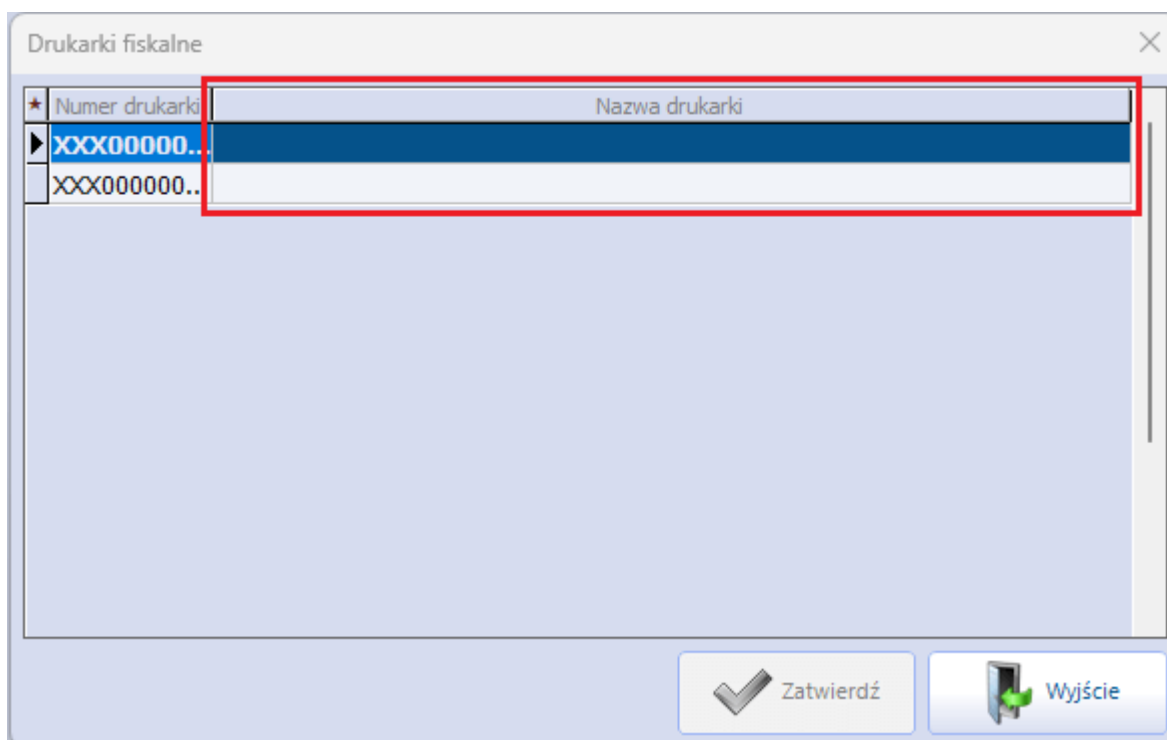 Drukarki fiskalne
Numer drukarki Nazwa drukarki
XXX00000...
XXX000000...
Zatwierdź Wyjście